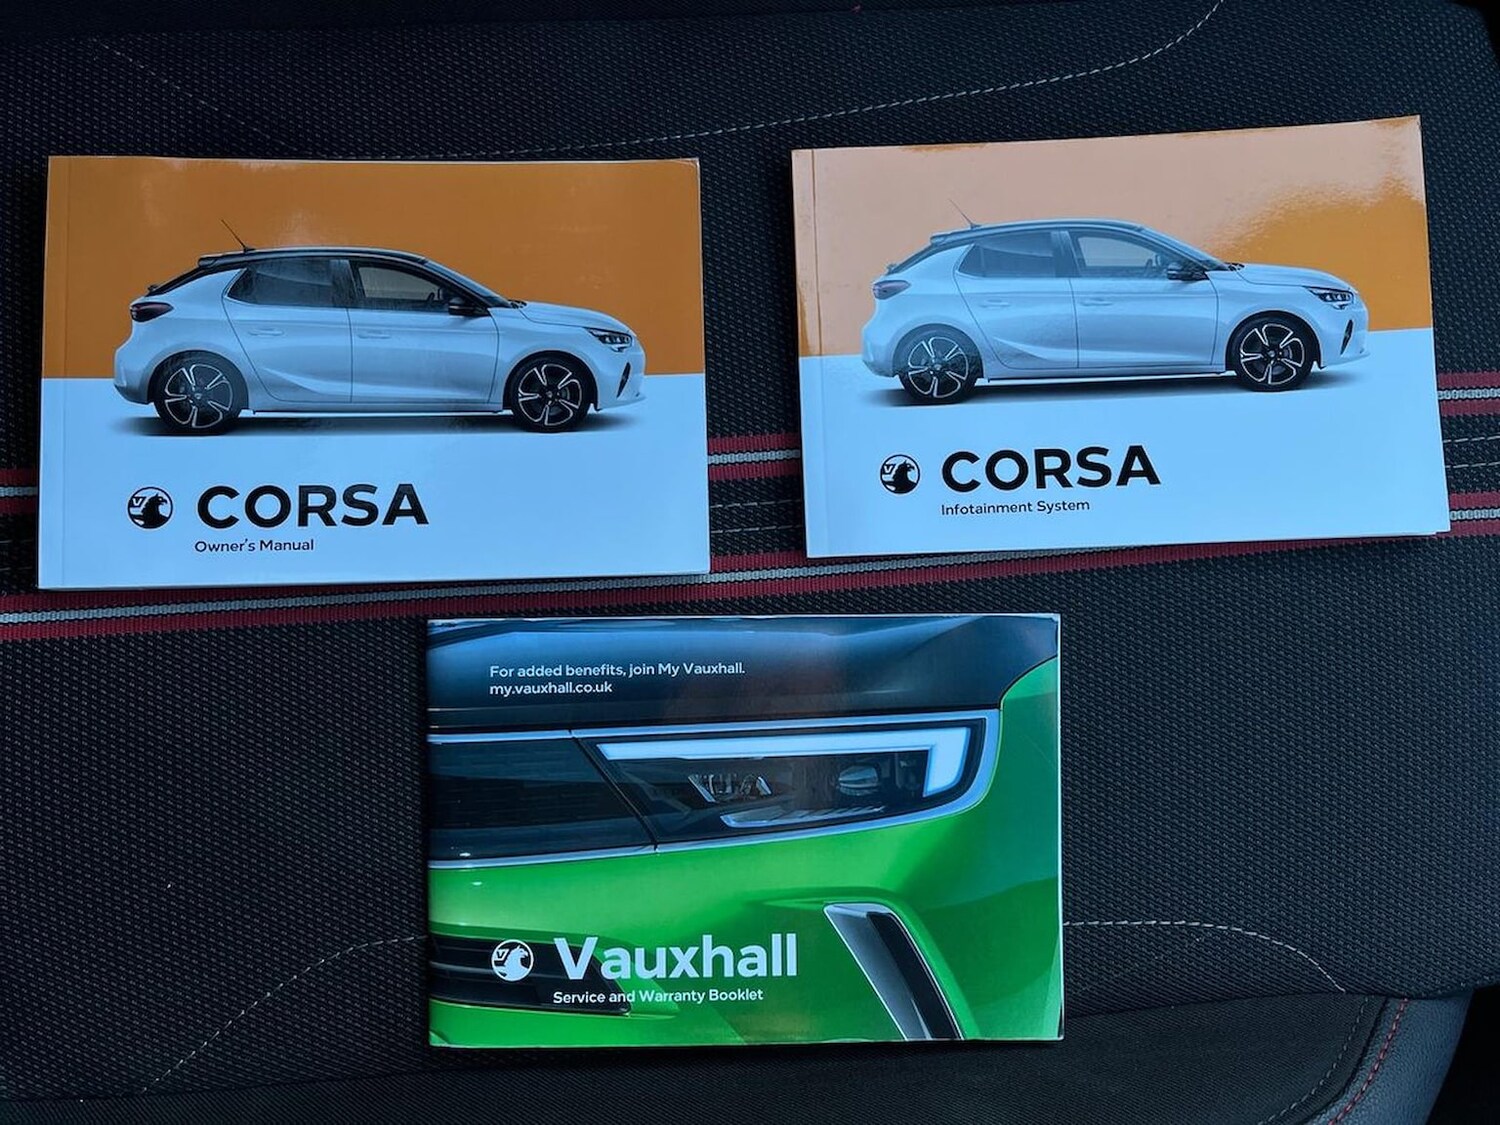 CORSA
Owner's Manual
CORSA
Infotainment System
For added benefits, join My Vauxhall.
my.vauxhall.co.uk
Vauxhall
Service and Warranty Booklet